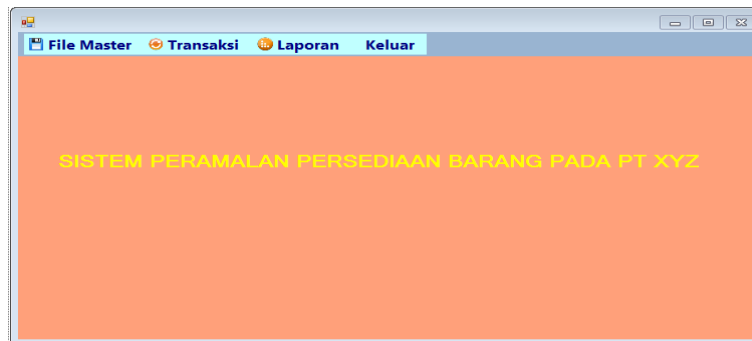 File Master Transaksi Laporan Keluar
SISTEM PERAMALAN PERSEDIAAN BARANG PADA PT XYZ